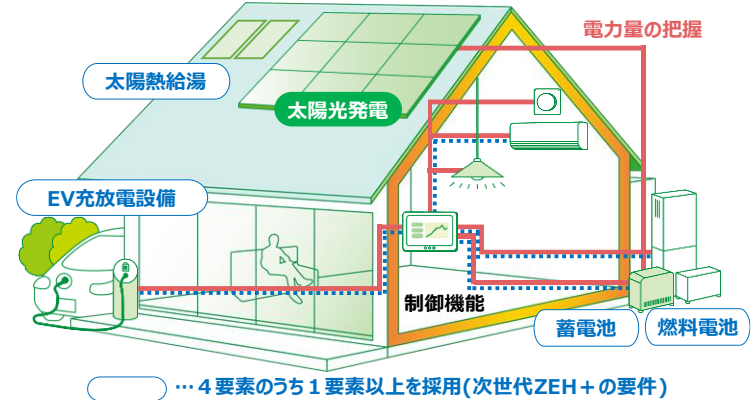 電力量の把握
太陽熱給湯
太陽光発電
EV充放電設備
制御機能
蓄電池
燃料電池
…４要素のうち１要素以上を採用(次世代ZEH＋の要件)